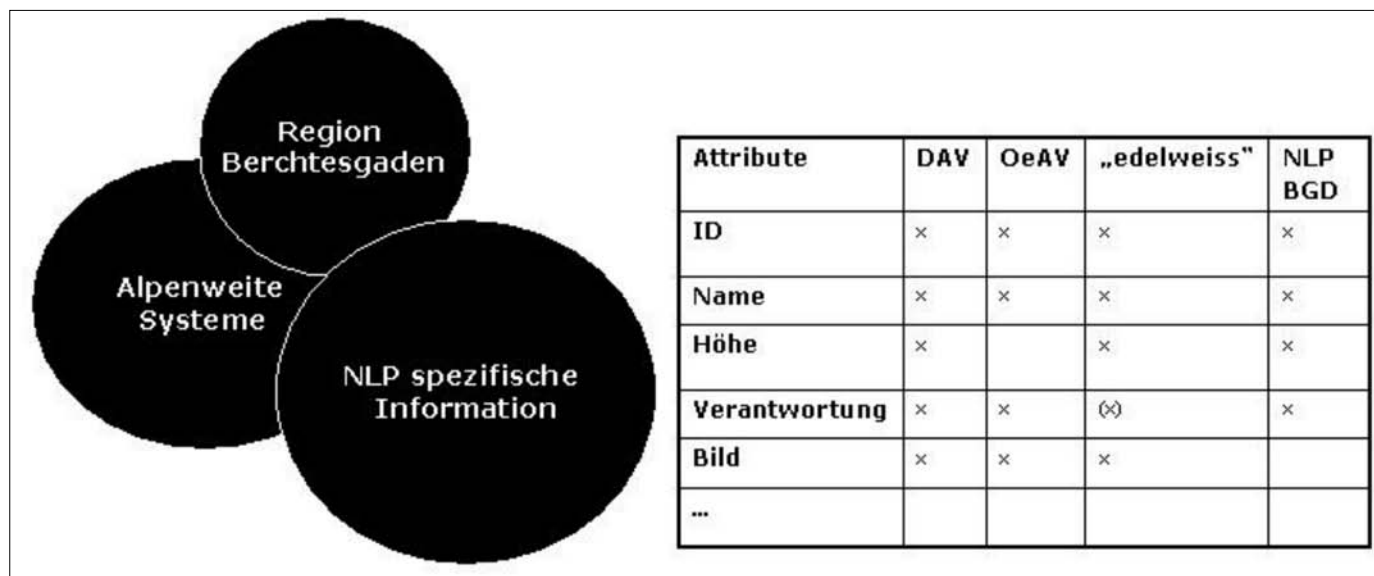 Region
Berchtesgaden
Alpenweite
Systeme
NLP spezifische
Information
Attribute DAV OeAV „edelweiss” NLP BGD
ID × × × ×
Name × × × ×
Höhe × × ×
Verantwortung × × (×) ×
Bild × × ×
...